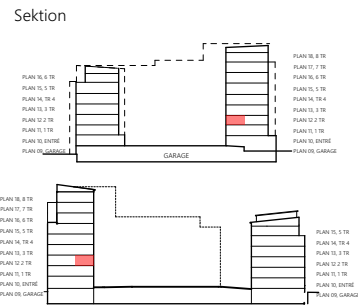 Sektion
PLAN 16, 6 TR
PLAN 15, 5 TR
PLAN 14, TR 4
PLAN 13, 3 TR
PLAN 12 2 TR
PLAN 11, 1 TR
PLAN 10, ENTRÉ
PLAN 09, GARAGE
GARAGE
PLAN 18, 8 TR
PLAN 17, 7 TR
PLAN 16, 6 TR
PLAN 15, 5 TR
PLAN 14, TR 4
PLAN 13, 3 TR
PLAN 12 2 TR
PLAN 11, 1 TR
PLAN 10, ENTRÉ
PLAN 09, GARAGE
PLAN 18, 8 TR
PLAN 17, 7 TR
PLAN 16, 6 TR
PLAN 15, 5 TR
PLAN 14, TR 4
PLAN 13, 3 TR
PLAN 12 2 TR
PLAN 11, 1 TR
PLAN 10, ENTRÉ
PLAN 09, GARAGE
PLAN 15, 5 TR
PLAN 14, TR 4
PLAN 13, 3 TR
PLAN 12 2 TR
PLAN 11, 1 TR
PLAN 10, ENTRÉ
PLAN 09, GARAGE